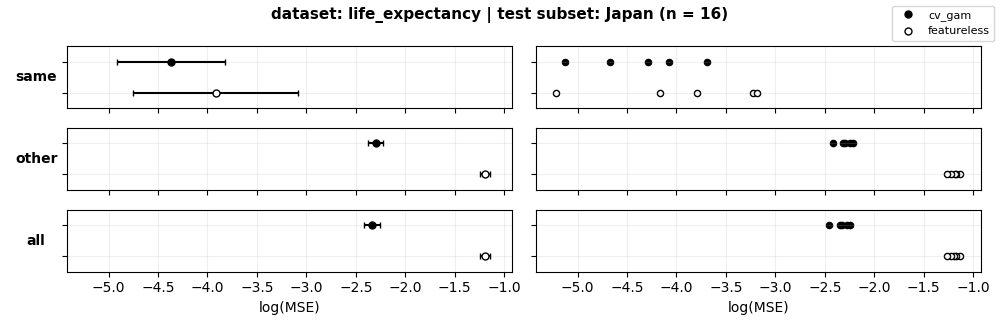 dataset: life_expectancy | test subset: Japan (n = 16)
cv_gam
featureless
same
other
all
−5.0 −4.5 −4.0 −3.5 −3.0 −2.5 −2.0 −1.5 −1.0
−5.0 −4.5 −4.0 −3.5 −3.0 −2.5 −2.0 −1.5 −1.0
log(MSE)
log(MSE)